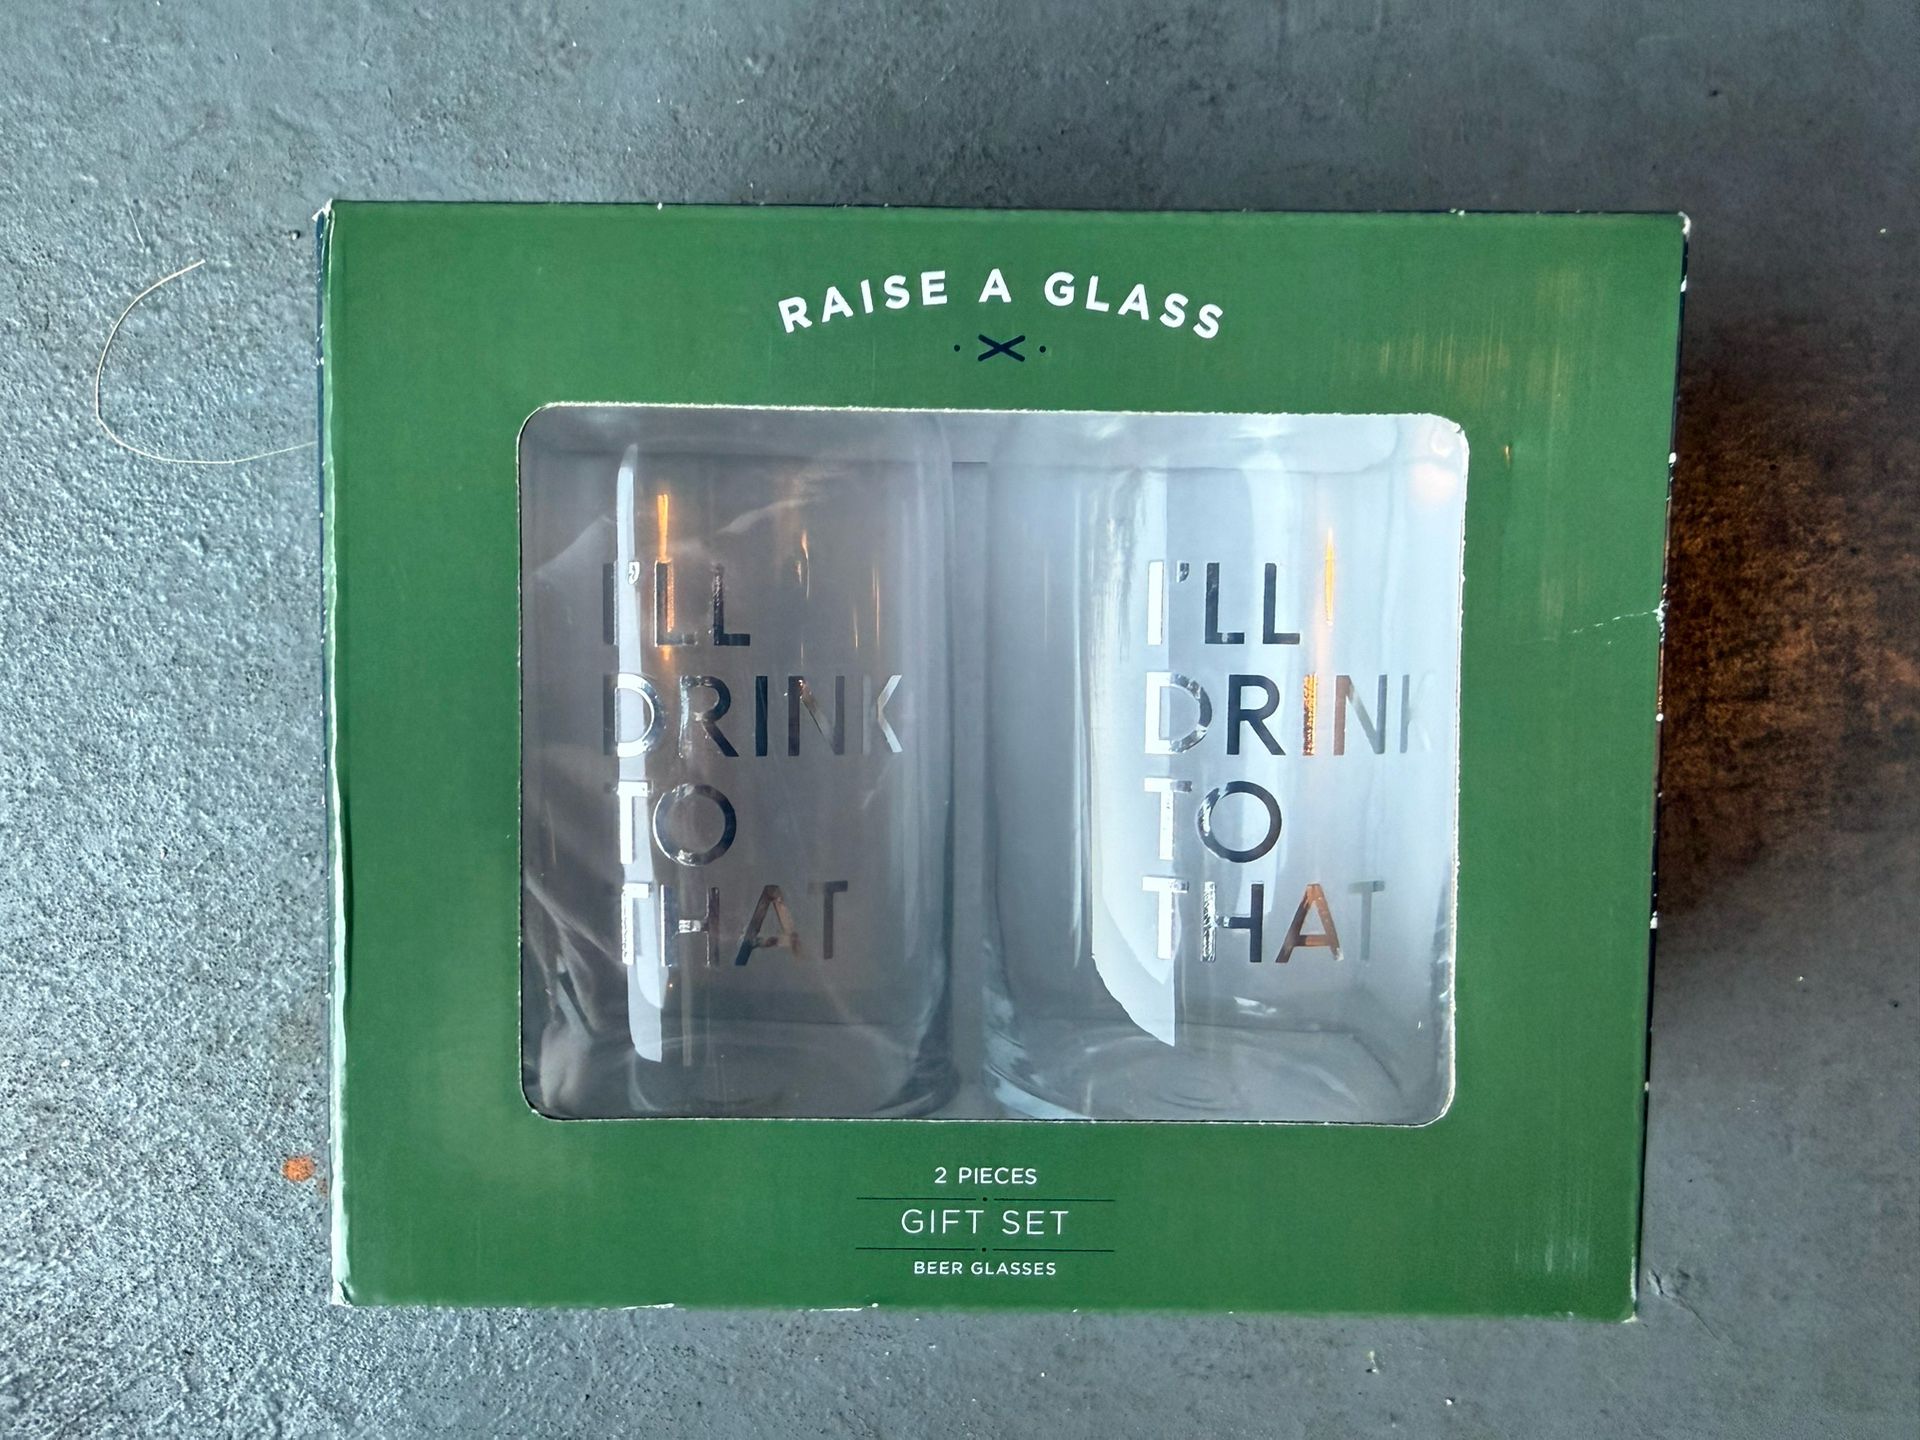 RAISE A GLASS
I'LL
DRINK
TO
THAT
I'LL
DRINK
TO
THAT
2 PIECES
GIFT SET
BEER GLASSES